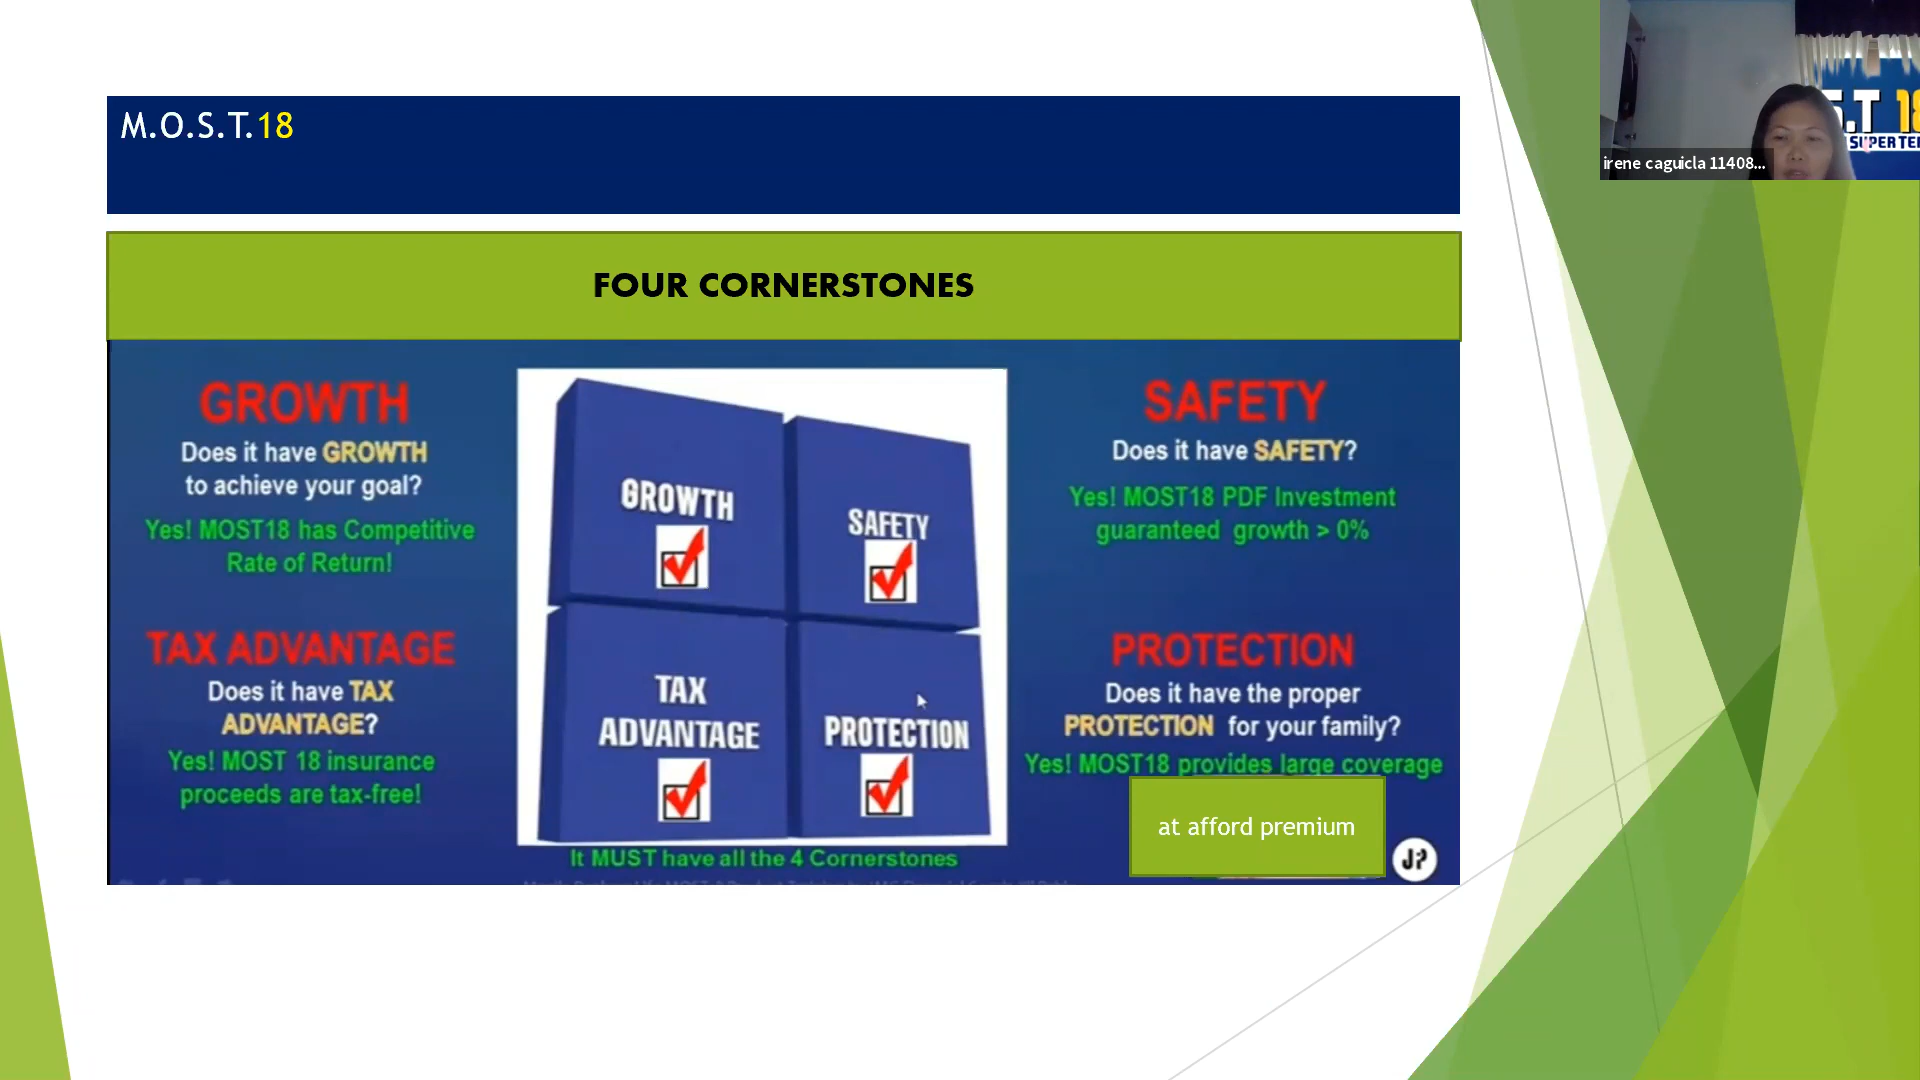 M.O.S.T.18
FOUR CORNERSTONES
GROWTH
Does it have GROWTH
to achieve your goal?
Yes! MOST18 has Competitive
Rate of Return!
TAX ADVANTAGE
Does it have TAX
ADVANTAGE?
Yes! MOST 18 insurance
proceeds are tax-free!
GROWTH
SAFETY
TAX
ADVANTAGE
PROTECTION
It MUST have all the 4 Cornerstones
SAFETY
Does it have SAFETY?
Yes! MOST18 PDF Investment
guaranteed growth > 0%
PROTECTION
Does it have the proper
PROTECTION for your family?
Yes! MOST18 provides large coverage
at afford premium
S.T 18
SUPER TE
irene caguicla 11408...